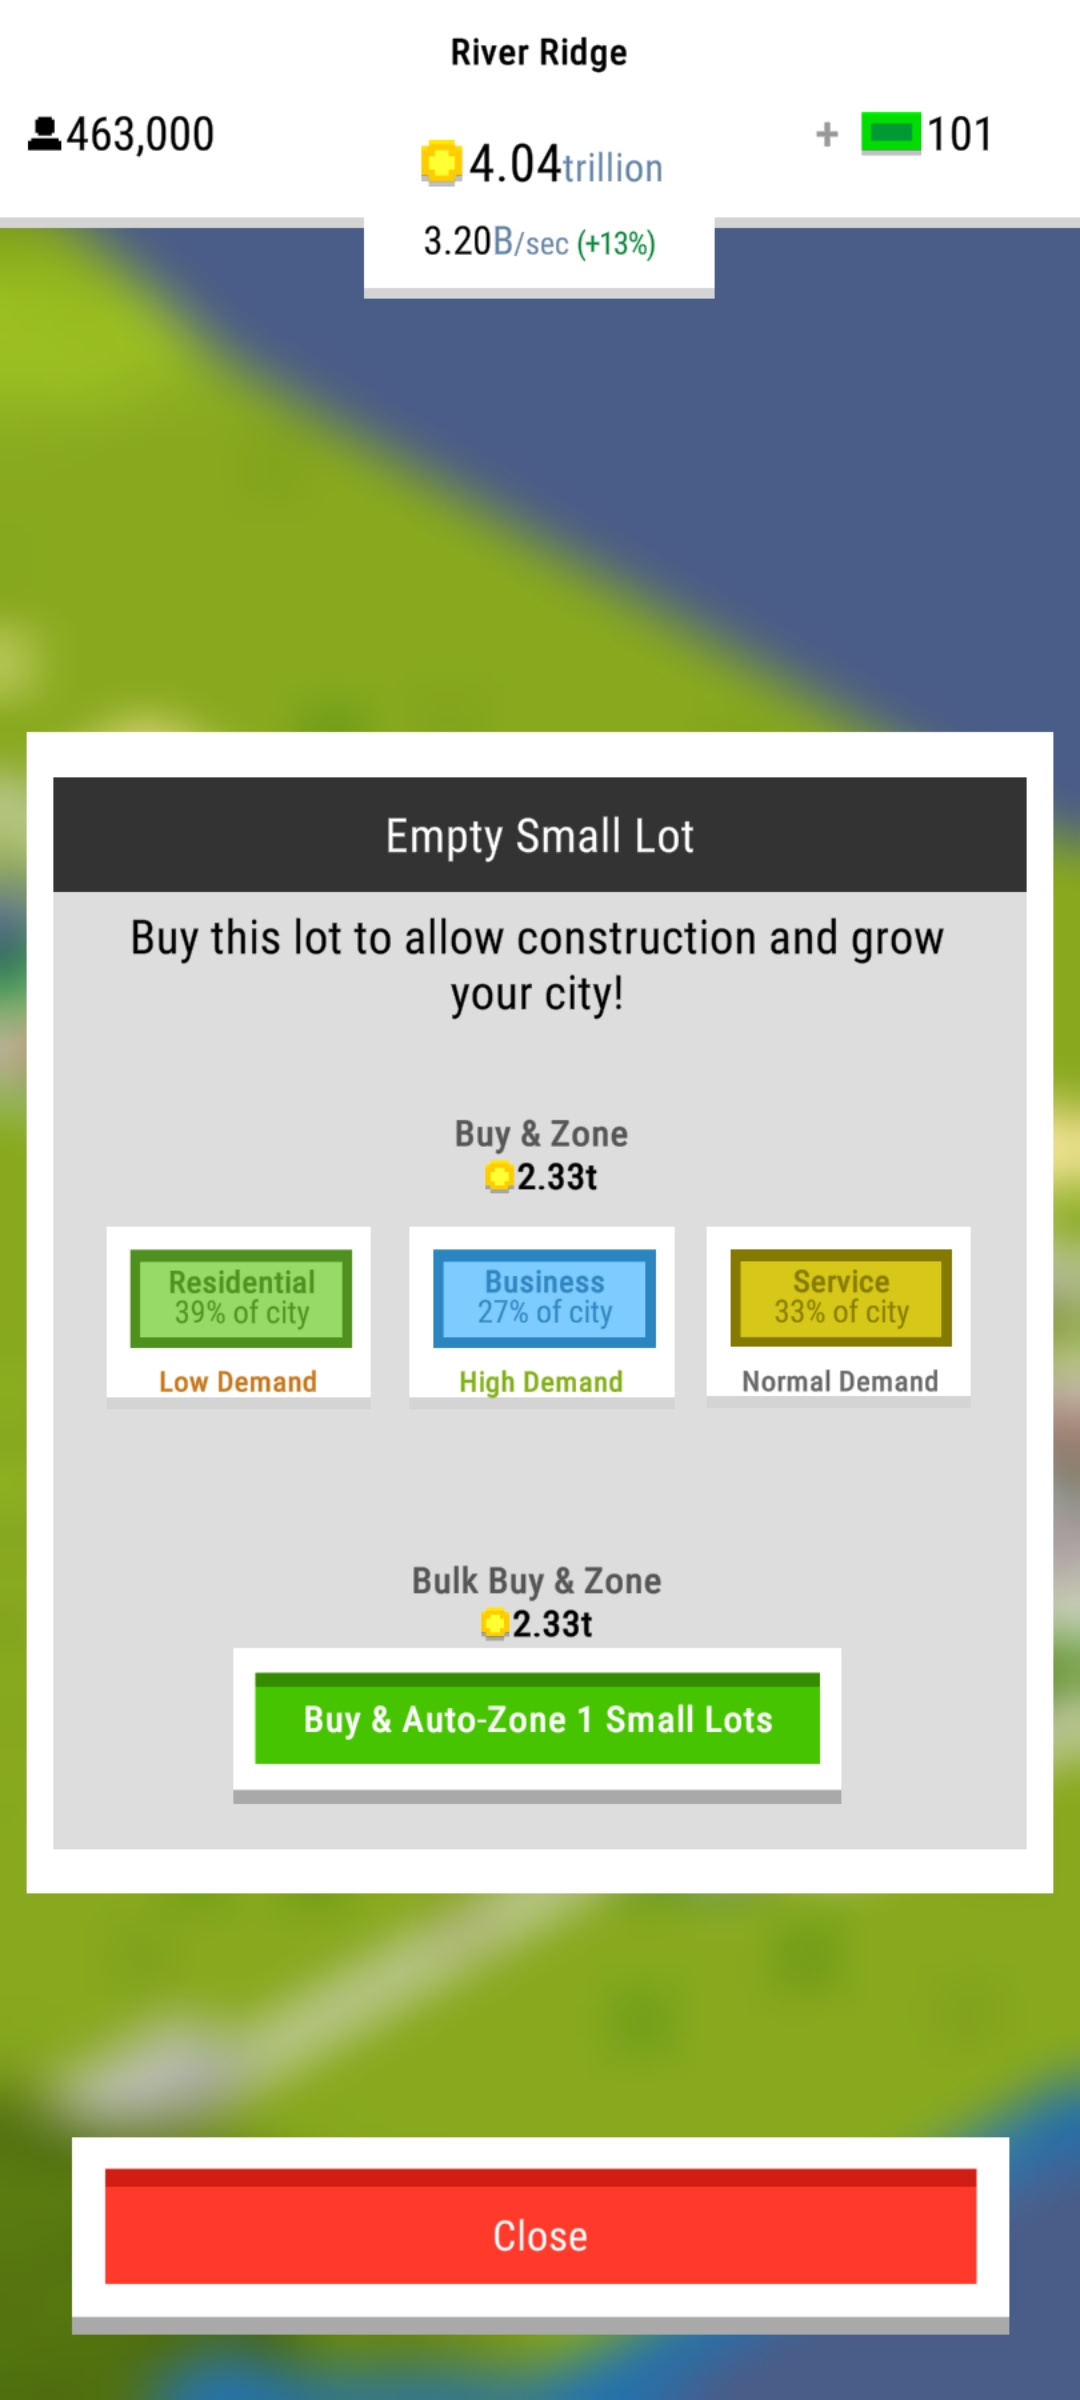 River Ridge
463,000
4.04trillion
+ 101
3.20B/sec (+13%)
Empty Small Lot
Buy this lot to allow construction and grow
your city!
Buy & Zone
2.33t
Residential
39% of city
Low Demand
Business
27% of city
High Demand
Service
33% of city
Normal Demand
Bulk Buy & Zone
2.33t
Buy & Auto-Zone 1 Small Lots
Close